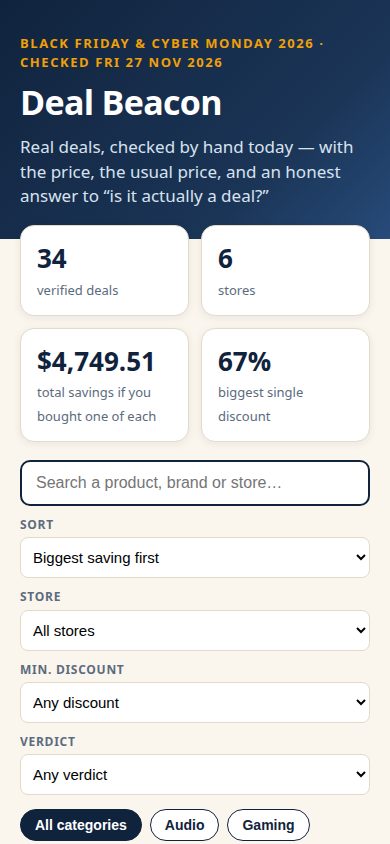 BLACK FRIDAY & CYBER MONDAY 2026 ·
CHECKED FRI 27 NOV 2026
Deal Beacon
Real deals, checked by hand today — with
the price, the usual price, and an honest
answer to “is it actually a deal?”
34
verified deals
6
stores
$4,749.51
total savings if you
bought one of each
67%
biggest single
discount
Search a product, brand or store…
SORT
Biggest saving first
STORE
All stores
MIN. DISCOUNT
Any discount
VERDICT
Any verdict
All categories
Audio
Gaming